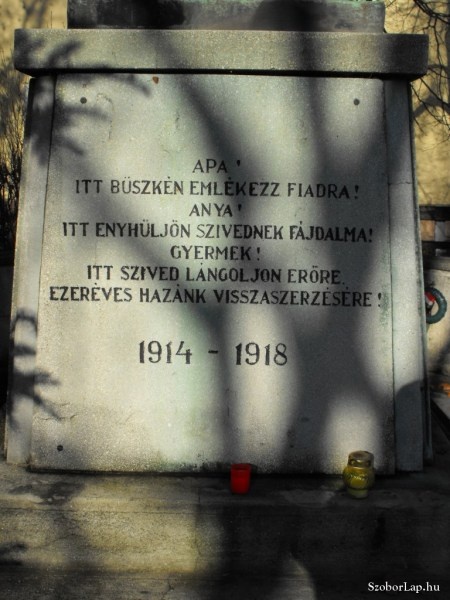 APA!
ITT BÜSZKÉN EMLÉKEZZ FIADRA!
ANYA!
ITT ENYHÜLJÖN SZIVEDNEK FÁJDALMA!
GYERMEK!
ITT SZIVED LÁNGOLJON ERŐRE
EZERÉVES HAZÁNK VISSZASZERZÉSÉRE!
1914 - 1918
SzoborLap.hu